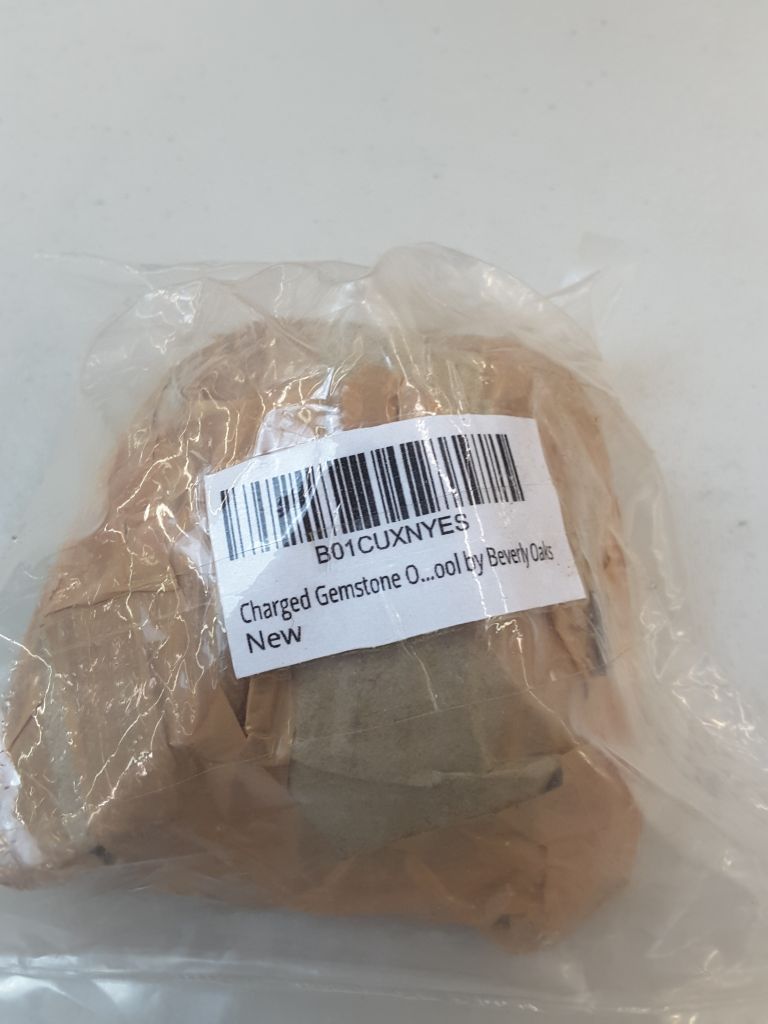 B01CUXNYES
Charged Gemstone O...ool by Beverly Oaks
New